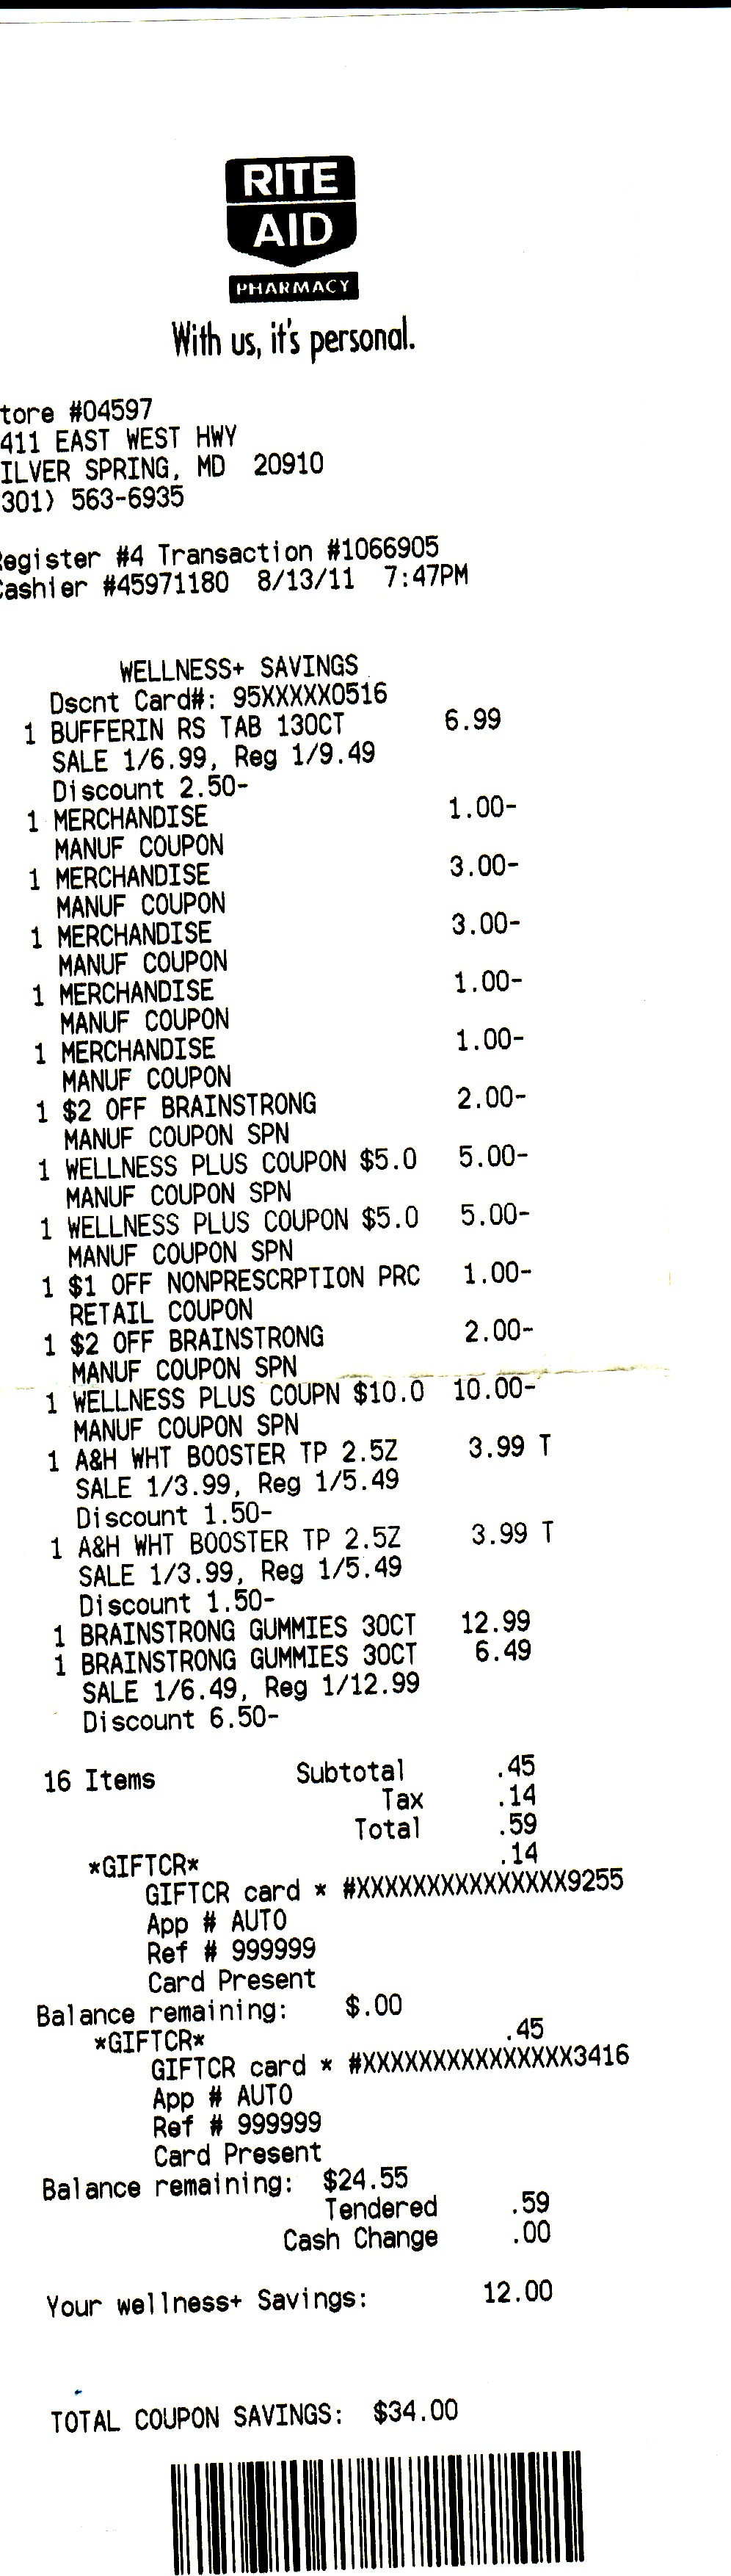 RITE
AID
PHARMACY
With us, it's personal.
tore #04597
411 EAST WEST HWY
ILVER SPRING, MD 20910
301) 563-6935
egister #4 Transaction #1066905
Cashier #45971180 8/13/11 7:47PM
WELLNESS+ SAVINGS
Dscnt Card#: 95XXXXX0516
1 BUFFERIN RS TAB 130CT 6.99
SALE 1/6.99, Reg 1/9.49
Discount 2.50-
1 MERCHANDISE 1.00-
MANUF COUPON
1 MERCHANDISE 3.00-
MANUF COUPON
1 MERCHANDISE 3.00-
MANUF COUPON
1 MERCHANDISE 1.00-
MANUF COUPON
1 MERCHANDISE 1.00-
MANUF COUPON
1 $2 OFF BRAINSTRONG 2.00-
MANUF COUPON SPN
1 WELLNESS PLUS COUPON $5.0 5.00-
MANUF COUPON SPN
1 WELLNESS PLUS COUPON $5.0 5.00-
MANUF COUPON SPN
1 $1 OFF NONPRESCRPTION PRC 1.00-
RETAIL COUPON
1 $2 OFF BRAINSTRONG 2.00-
MANUF COUPON SPN
1 WELLNESS PLUS COUPN $10.0 10.00-
MANUF COUPON SPN
1 A&H WHT BOOSTER TP 2.5Z 3.99 T
SALE 1/3.99, Reg 1/5.49
Discount 1.50-
1 A&H WHT BOOSTER TP 2.5Z 3.99 T
SALE 1/3.99, Reg 1/5.49
Discount 1.50-
1 BRAINSTRONG GUMMIES 30CT 12.99
1 BRAINSTRONG GUMMIES 30CT 6.49
SALE 1/6.49, Reg 1/12.99
Discount 6.50-
16 Items Subtotal .45
Tax .14
Total .59
*GIFTCR* .14
GIFTCR card * #XXXXXXXXXXXXXXX9255
App # AUTO
Ref # 999999
Card Present
Balance remaining: $.00
*GIFTCR* .45
GIFTCR card * #XXXXXXXXXXXXXXX3416
App # AUTO
Ref # 999999
Card Present
Balance remaining: $24.55
Tendered .59
Cash Change .00
Your wellness+ Savings: 12.00
TOTAL COUPON SAVINGS: $34.00